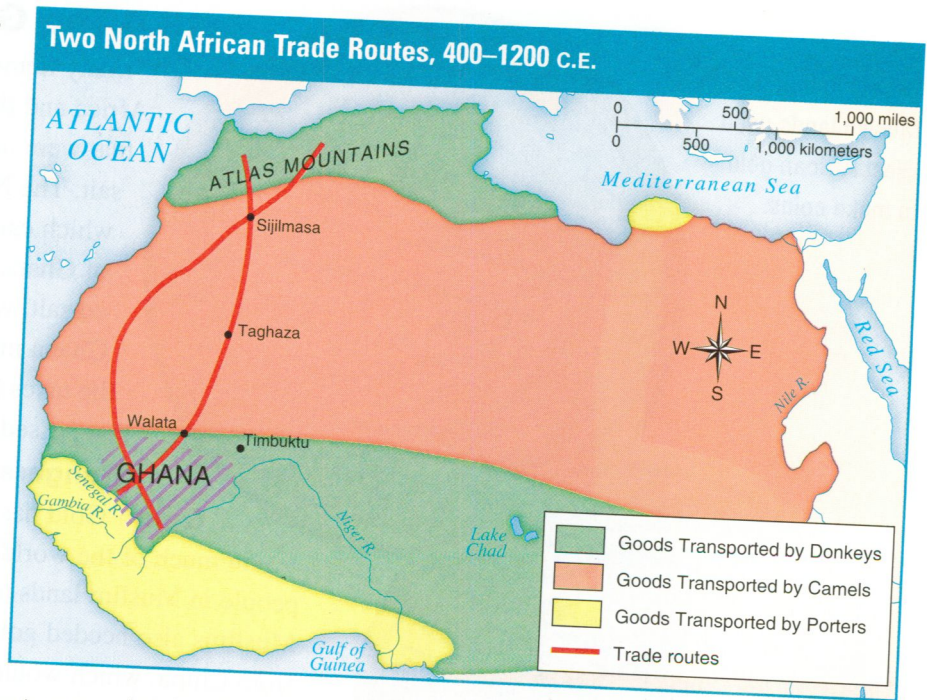 Two North African Trade Routes, 400–1200 C.E.
ATLANTIC
OCEAN
0 500 1,000 miles
0 500 1,000 kilometers
ATLAS MOUNTAINS
Mediterranean Sea
Sijilmasa
Taghaza
N
W E
S
Red Sea
Nile R.
Walata
Timbuktu
GHANA
Senegal R.
Gambia R.
Niger R.
Lake
Chad
Gulf of
Guinea
Goods Transported by Donkeys
Goods Transported by Camels
Goods Transported by Porters
Trade routes